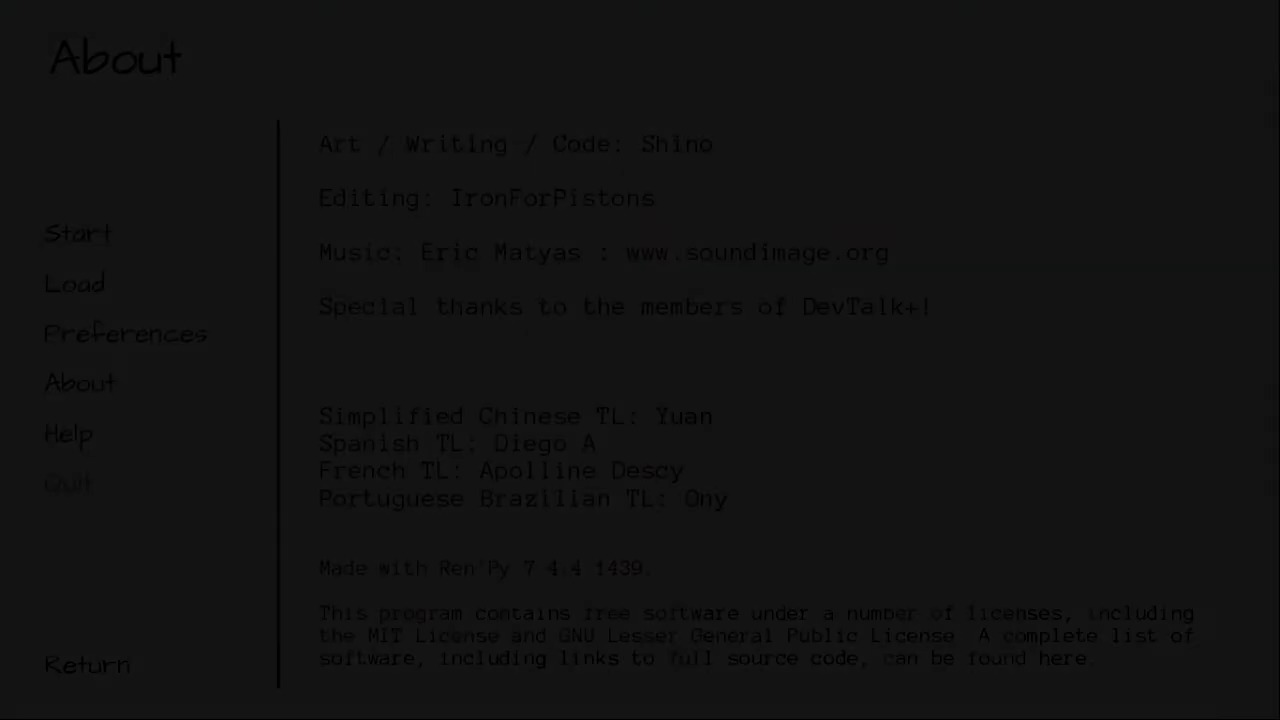 About
Start
Load
Preferences
About
Help
Quit
Return
Art / Writing / Code: Shino
Editing: IronForPistons
Music: Eric Matyas : www.soundimage.org
Special thanks to the members of DevTalk+!
Simplified Chinese TL: Yuan
Spanish TL: Diego A
French TL: Apolline Descy
Portuguese Brazilian TL: Ony
Made with Ren'Py 7.4.4.1439.
This program contains free software under a number of licenses, including
the MIT License and GNU Lesser General Public License. A complete list of
software, including links to full source code, can be found here.